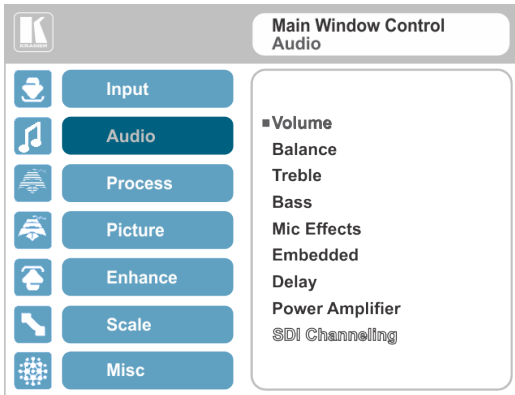 KRAMER
Main Window Control
Audio
Input
Audio
Process
Picture
Enhance
Scale
Misc
Volume
Balance
Treble
Bass
Mic Effects
Embedded
Delay
Power Amplifier
SDI Channeling